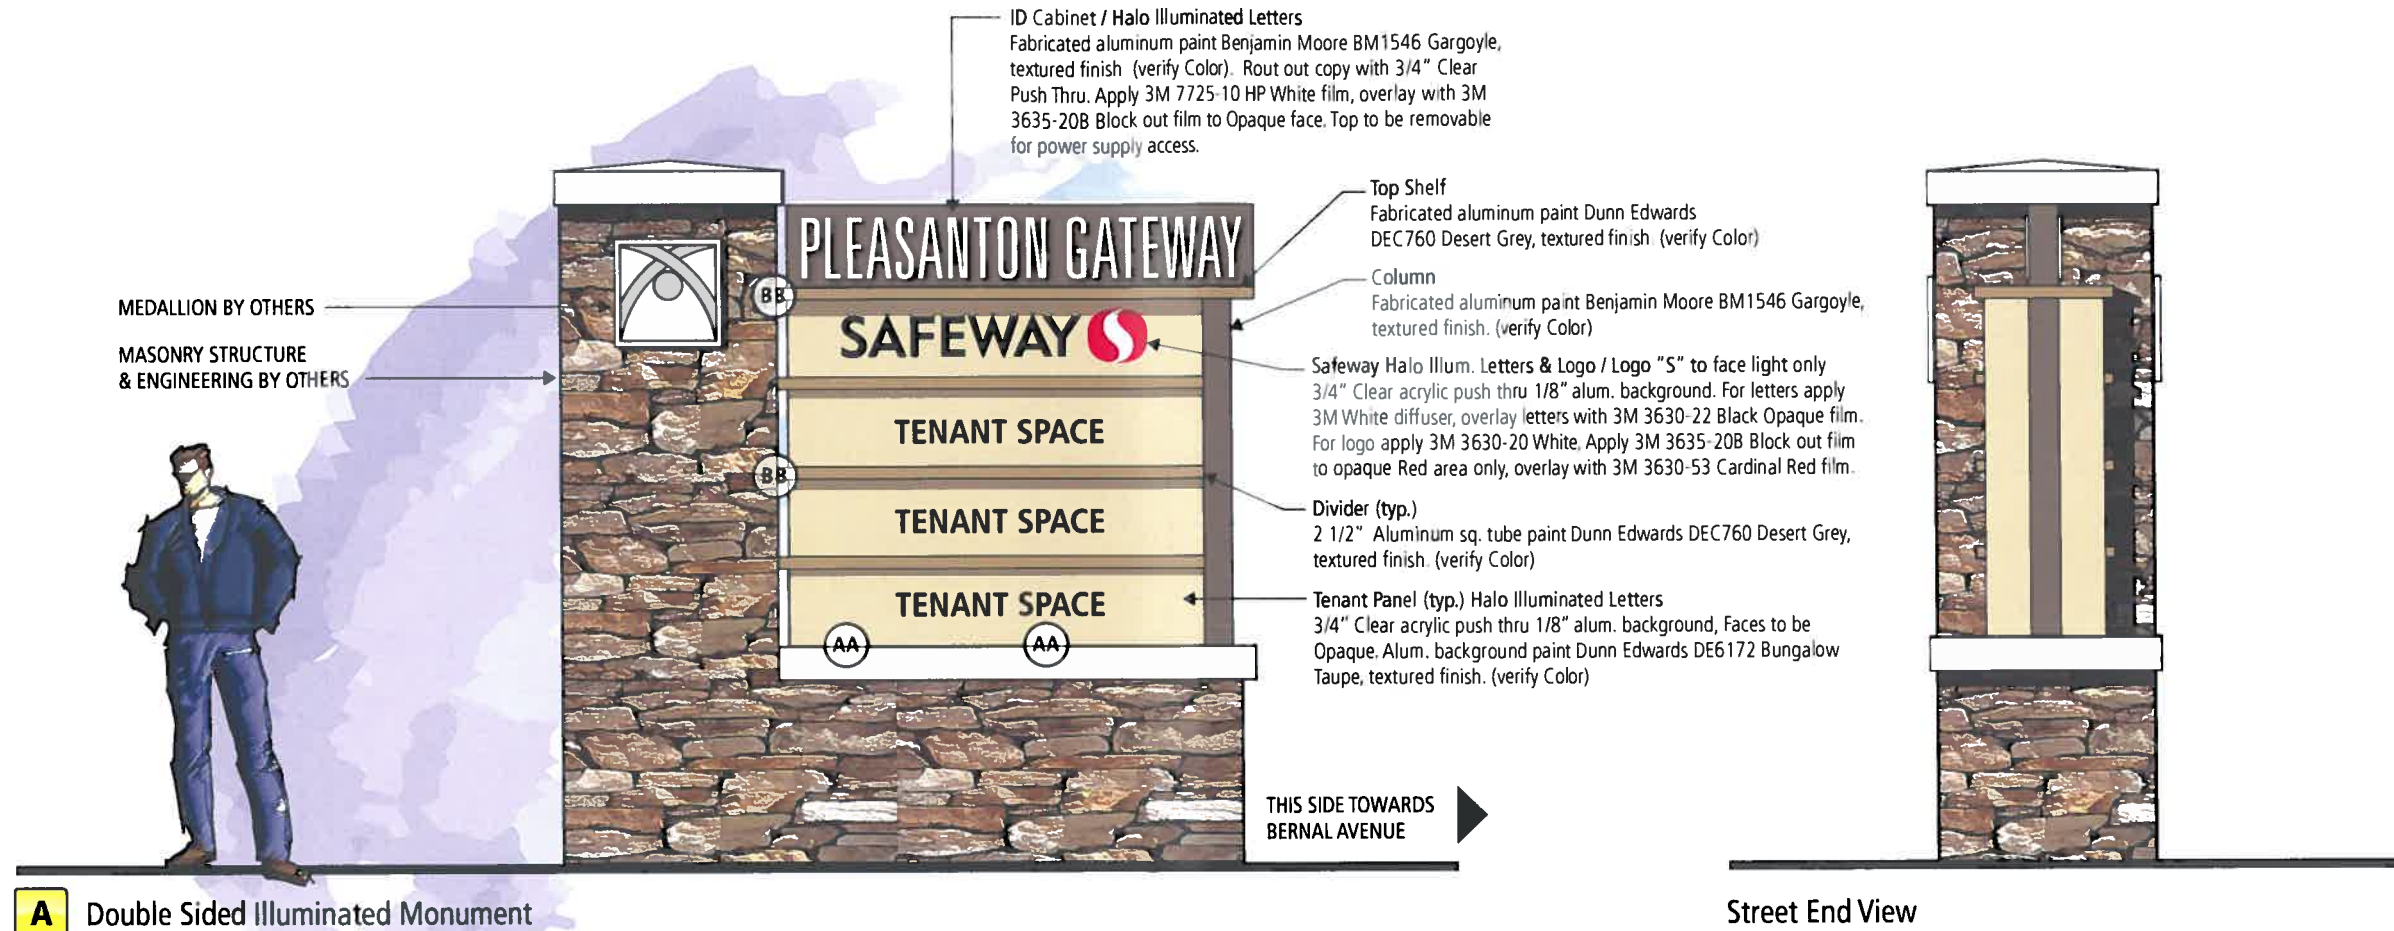 ID Cabinet / Halo Illuminated Letters
Fabricated aluminum paint Benjamin Moore BM1546 Gargoyle,
textured finish (verify Color). Rout out copy with 3/4" Clear
Push Thru. Apply 3M 7725-10 HP White film, overlay with 3M
3635-20B Block out film to Opaque face. Top to be removable
for power supply access.
Top Shelf
Fabricated aluminum paint Dunn Edwards
DEC760 Desert Grey, textured finish. (verify Color)
Column
Fabricated aluminum paint Benjamin Moore BM1546 Gargoyle,
textured finish. (verify Color)
Safeway Halo Illum. Letters & Logo / Logo "S" to face light only
3/4" Clear acrylic push thru 1/8" alum. background. For letters apply
3M White diffuser, overlay letters with 3M 3630-22 Black Opaque film.
For logo apply 3M 3630-20 White. Apply 3M 3635-20B Block out film
to opaque Red area only, overlay with 3M 3630-53 Cardinal Red film.
Divider (typ.)
2 1/2" Aluminum sq. tube paint Dunn Edwards DEC760 Desert Grey,
textured finish. (verify Color)
Tenant Panel (typ.) Halo Illuminated Letters
3/4" Clear acrylic push thru 1/8" alum. background, Faces to be
Opaque. Alum. background paint Dunn Edwards DE6172 Bungalow
Taupe, textured finish. (verify Color)
MEDALLION BY OTHERS
MASONRY STRUCTURE
& ENGINEERING BY OTHERS
PLEASANTON GATEWAY
BB
SAFEWAY S
TENANT SPACE
BB
TENANT SPACE
TENANT SPACE
AA
AA
THIS SIDE TOWARDS
BERNAL AVENUE
A Double Sided Illuminated Monument
Street End View